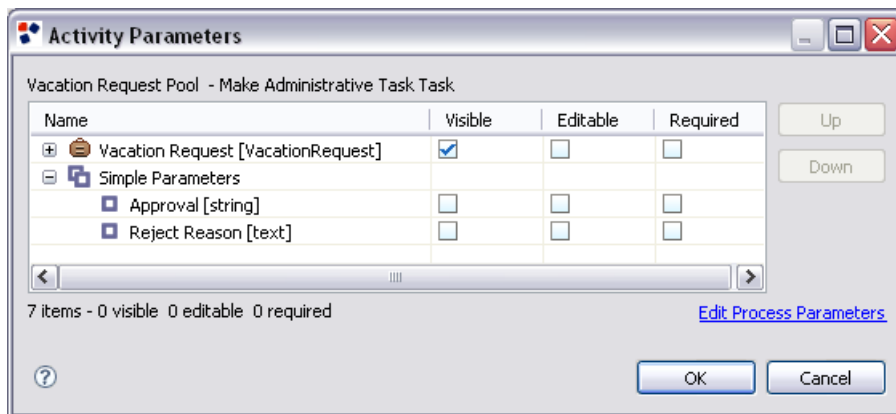 Activity Parameters
Vacation Request Pool - Make Administrative Task Task
Name Visible Editable Required
Vacation Request [VacationRequest]
Simple Parameters
Approval [string]
Reject Reason [text]
Up
Down
7 items - 0 visible 0 editable 0 required
Edit Process Parameters
OK Cancel